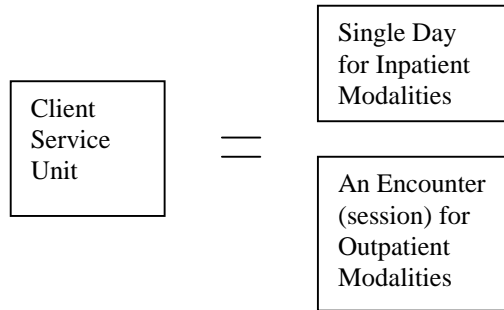 Client
Service
Unit
Single Day
for Inpatient
Modalities
An Encounter
(session) for
Outpatient
Modalities